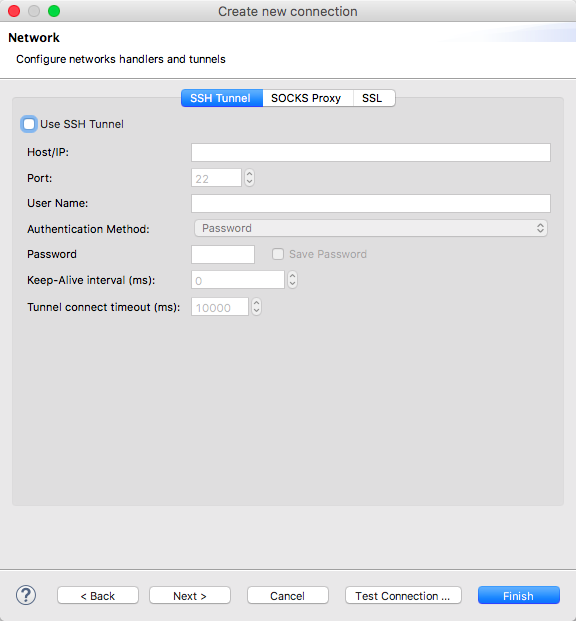 Create new connection
Network
Configure networks handlers and tunnels
SSH Tunnel SOCKS Proxy SSL
Use SSH Tunnel
Host/IP:
Port: 22
User Name:
Authentication Method: Password
Password Save Password
Keep-Alive interval (ms): 0
Tunnel connect timeout (ms): 10000
? < Back Next > Cancel Test Connection ... Finish